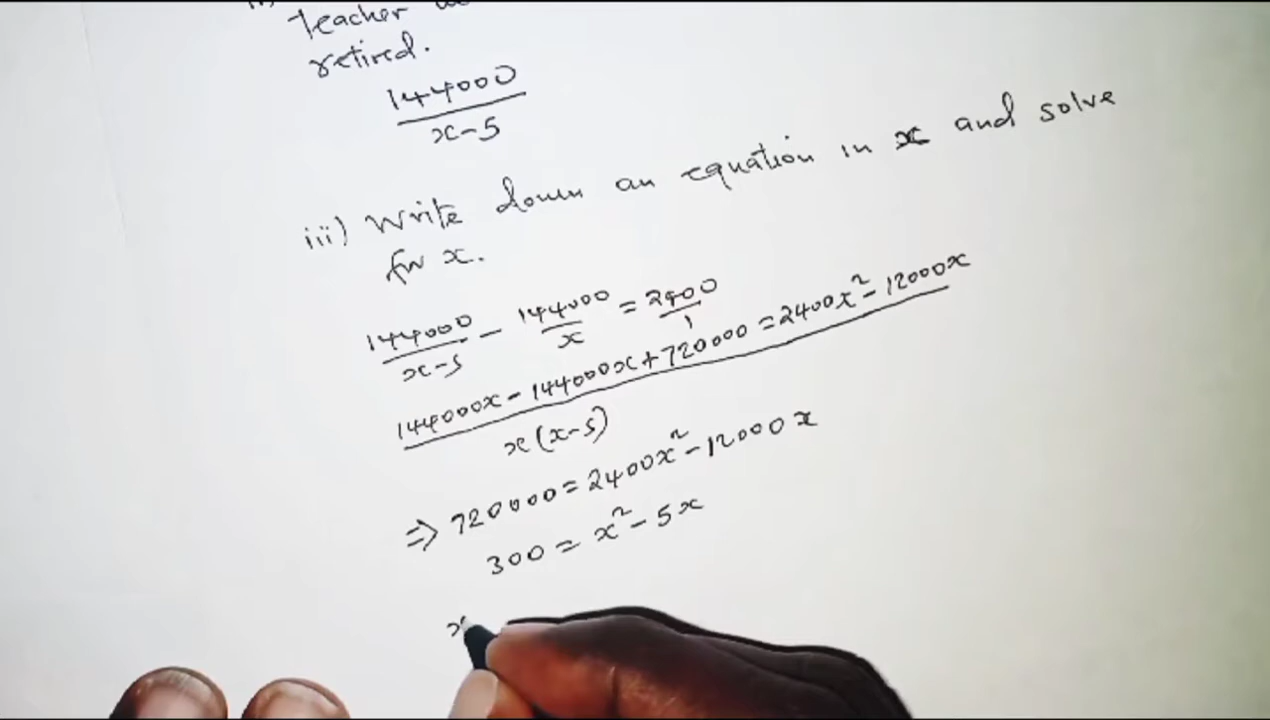 teacher
retired.
144000
x-5
iii) Write down an equation in x and solve
for x.
144000/x-5 - 144000/x = 2400/1
144000x - 144000x + 720000 = 2400x² - 12000x
x(x-5)
⇒ 720000 = 2400x² - 12000x
300 = x² - 5x
x